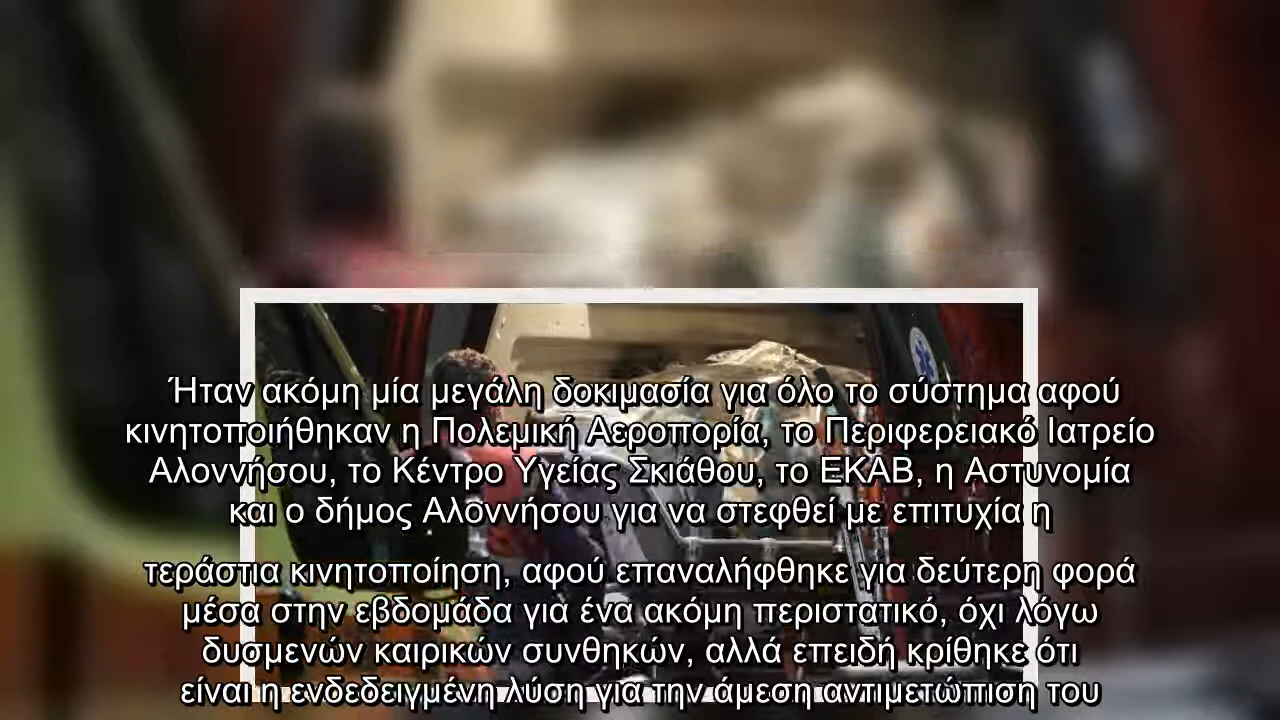 Ήταν ακόμη μία μεγάλη δοκιμασία για όλο το σύστημα αφού
κινητοποιήθηκαν η Πολεμική Αεροπορία, το Περιφερειακό Ιατρείο
Αλοννήσου, το Κέντρο Υγείας Σκιάθου, το ΕΚΑΒ, η Αστυνομία
και ο δήμος Αλοννήσου για να στεφθεί με επιτυχία η
τεράστια κινητοποίηση, αφού επαναλήφθηκε για δεύτερη φορά
μέσα στην εβδομάδα για ένα ακόμη περιστατικό, όχι λόγω
δυσμενών καιρικών συνθηκών, αλλά επειδή κρίθηκε ότι
είναι η ενδεδειγμένη λύση για την άμεση αντιμετώπιση του